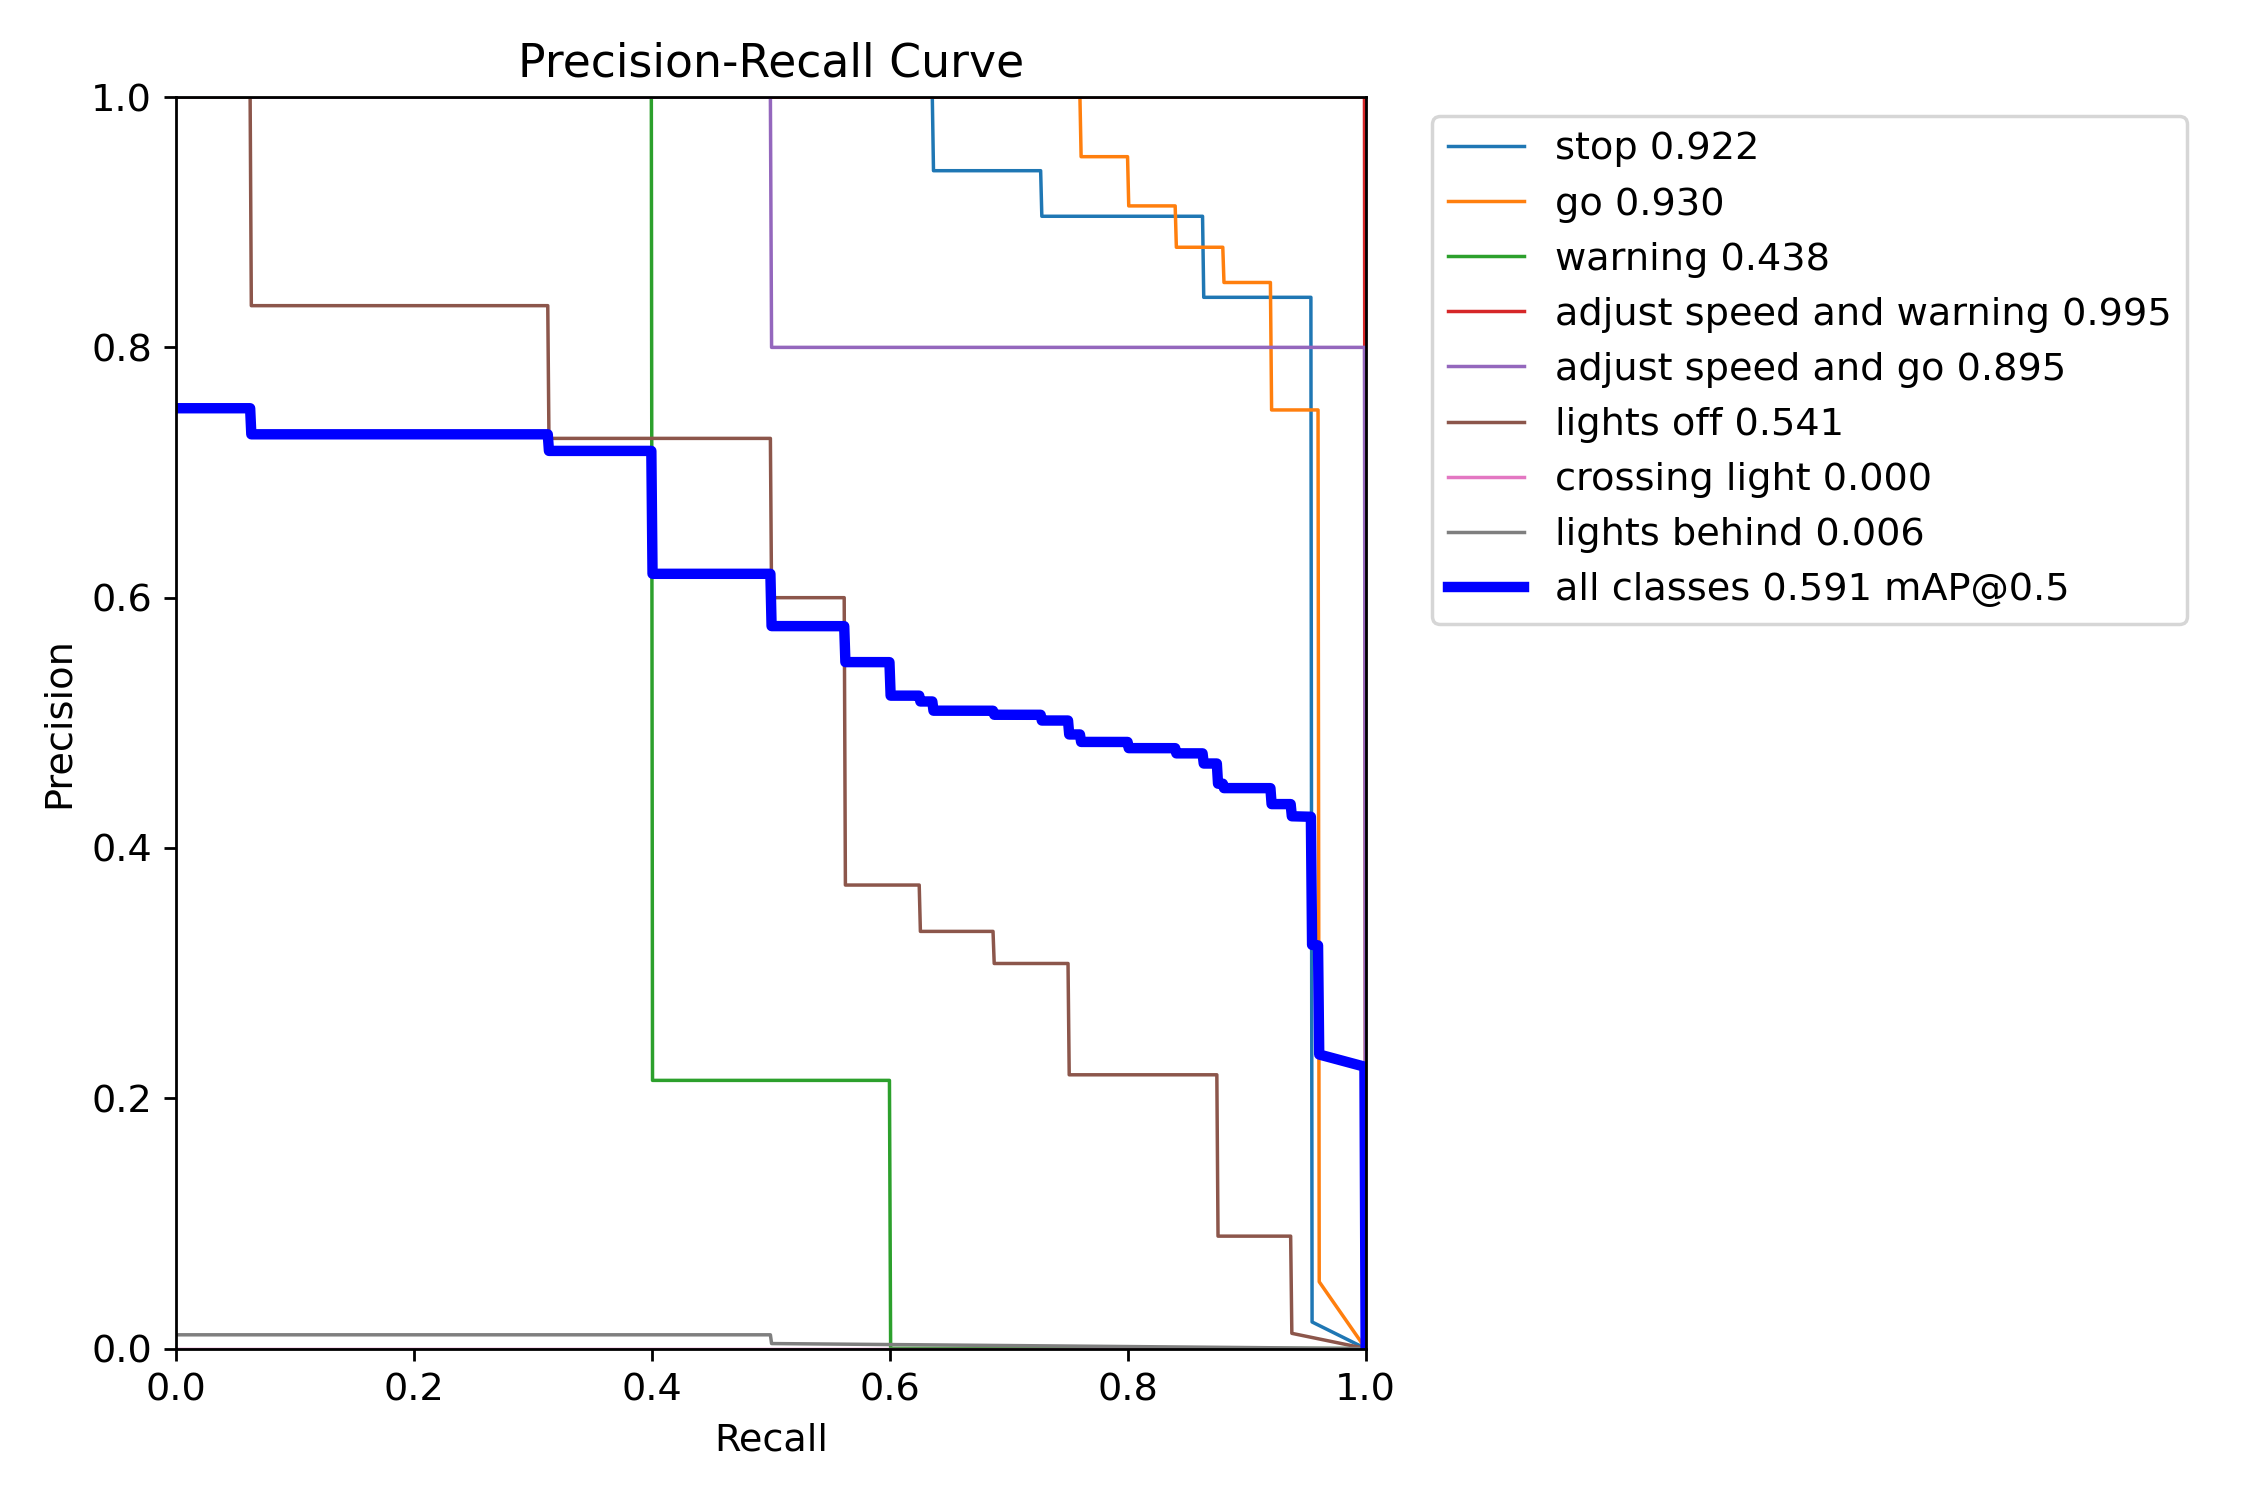 Precision-Recall Curve
1.0
0.8
0.6
0.4
0.2
0.0
Precision
0.0 0.2 0.4 0.6 0.8 1.0
Recall
stop 0.922
go 0.930
warning 0.438
adjust speed and warning 0.995
adjust speed and go 0.895
lights off 0.541
crossing light 0.000
lights behind 0.006
all classes 0.591 mAP@0.5